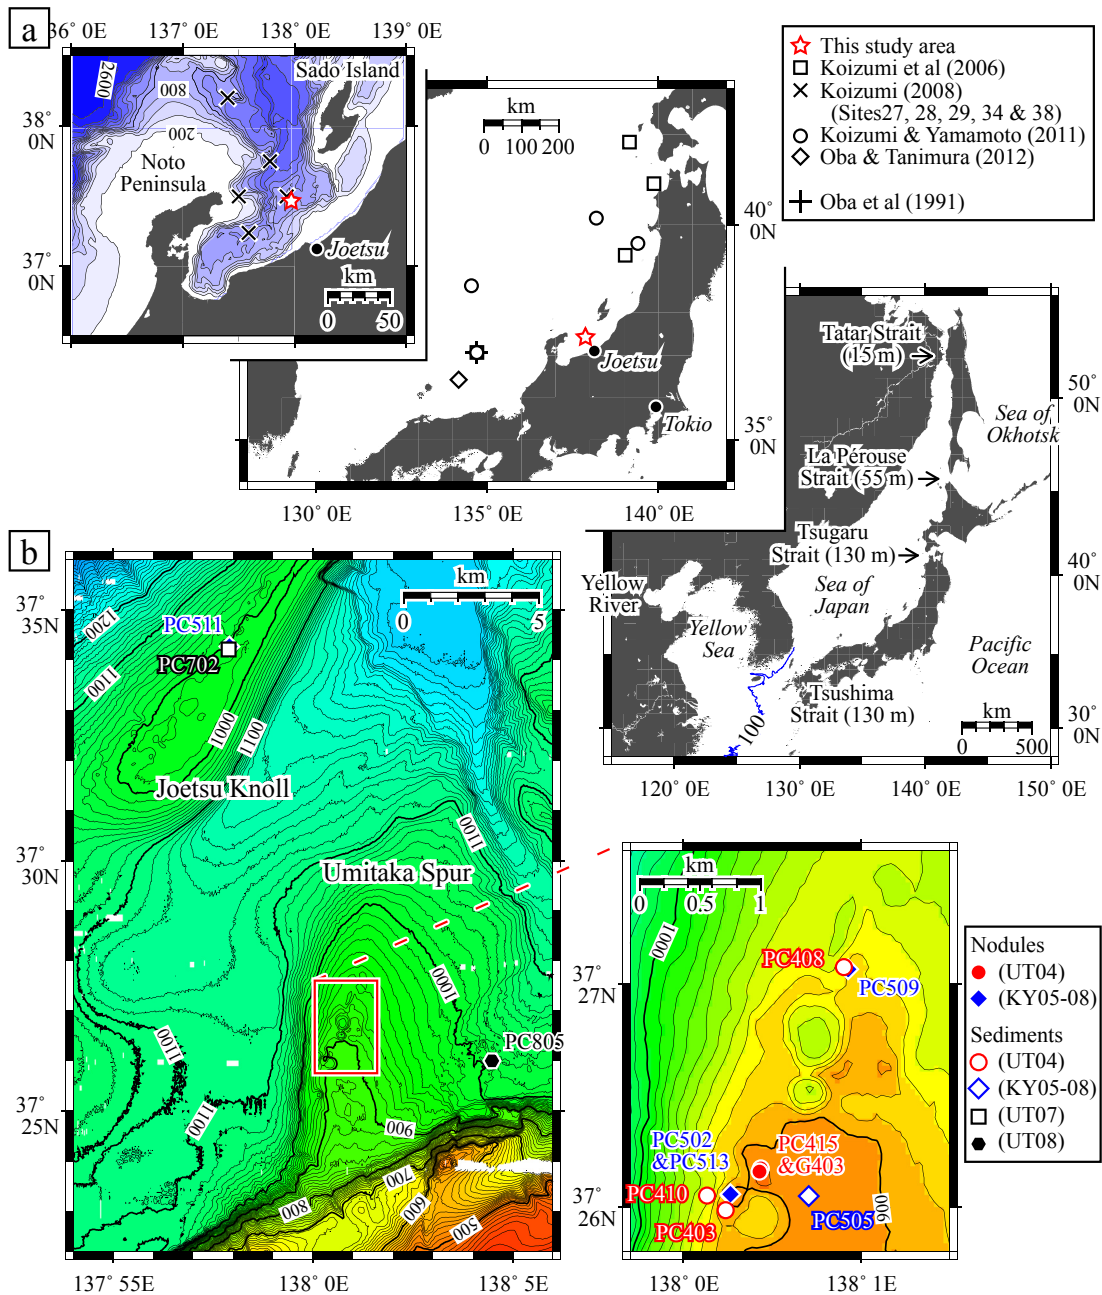 a
136° 0E
137° 0E
138° 0E
139° 0E
2600
800
200
Sado Island
38°
0N
Noto
Peninsula
37°
0N
Joetsu
km
0
50
km
0 100 200
40°
0N
Joetsu
Tokio
35°
0N
130° 0E
135° 0E
140° 0E
This study area
Koizumi et al (2006)
Koizumi (2008)
(Sites27, 28, 29, 34 & 38)
Koizumi & Yamamoto (2011)
Oba & Tanimura (2012)
Oba et al (1991)
Tatar Strait
(15 m)
50°
0N
Sea of
Okhotsk
La Pérouse
Strait (55 m)
Tsugaru
Strait (130 m)
40°
0N
Yellow
River
Sea of
Japan
Yellow
Sea
Pacific
Ocean
Tsushima
Strait (130 m)
100
km
0 500
30°
0N
120° 0E
130° 0E
140° 0E
150° 0E
b
km
0
5
37°
35N
1200
1100
PC511
PC702
1000
1100
Joetsu Knoll
1100
37°
30N
Umitaka Spur
1000
PC805
1100
1100
37°
25N
900
800
700
600
500
137° 55E
138° 0E
138° 5E
km
0 0.5 1
1000
PC408
PC509
37°
27N
PC502
&PC513
PC415
&G403
PC410
PC403
PC505
900
37°
26N
138° 0E
138° 1E
Nodules
(UT04)
(KY05-08)
Sediments
(UT04)
(KY05-08)
(UT07)
(UT08)